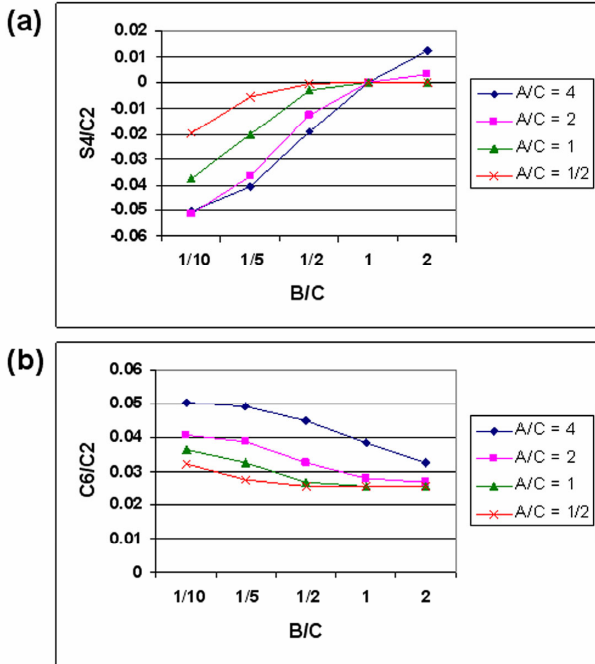 (a)
0.02
0.01
0
-0.01
-0.02
-0.03
-0.04
-0.05
-0.06
S4/C2
1/10 1/5 1/2 1 2
B/C
A/C = 4
A/C = 2
A/C = 1
A/C = 1/2
(b)
0.06
0.05
0.04
0.03
0.02
0.01
0
C6/C2
1/10 1/5 1/2 1 2
B/C
A/C = 4
A/C = 2
A/C = 1
A/C = 1/2